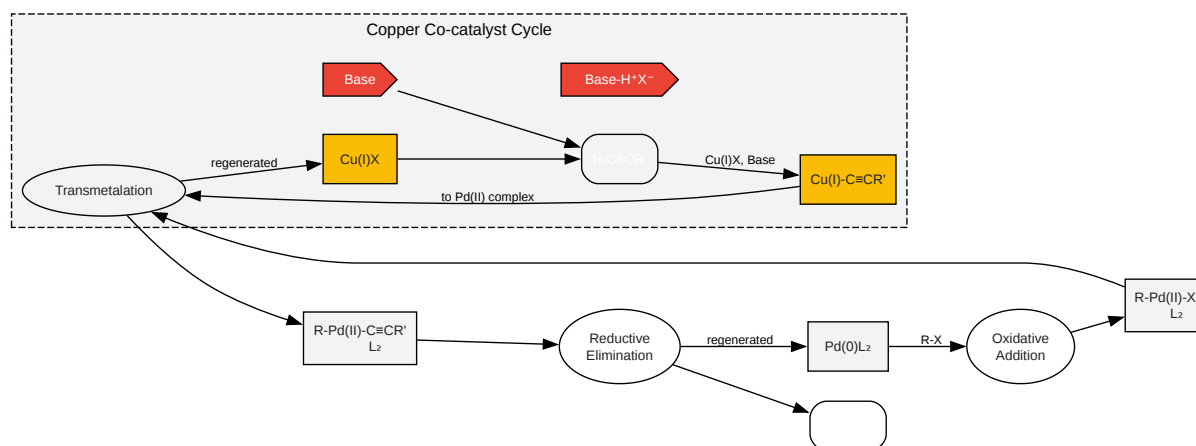 Copper Co-catalyst Cycle
Base
Base-H⁺X⁻
regenerated
Cu(I)X
H-C≡CR'
Cu(I)X, Base
Cu(I)-C≡CR'
Transmetalation
to Pd(II) complex
R-Pd(II)-X
L₂
R-Pd(II)-C≡CR'
L₂
Reductive
Elimination
regenerated
Pd(0)L₂
R-X
Oxidative
Addition